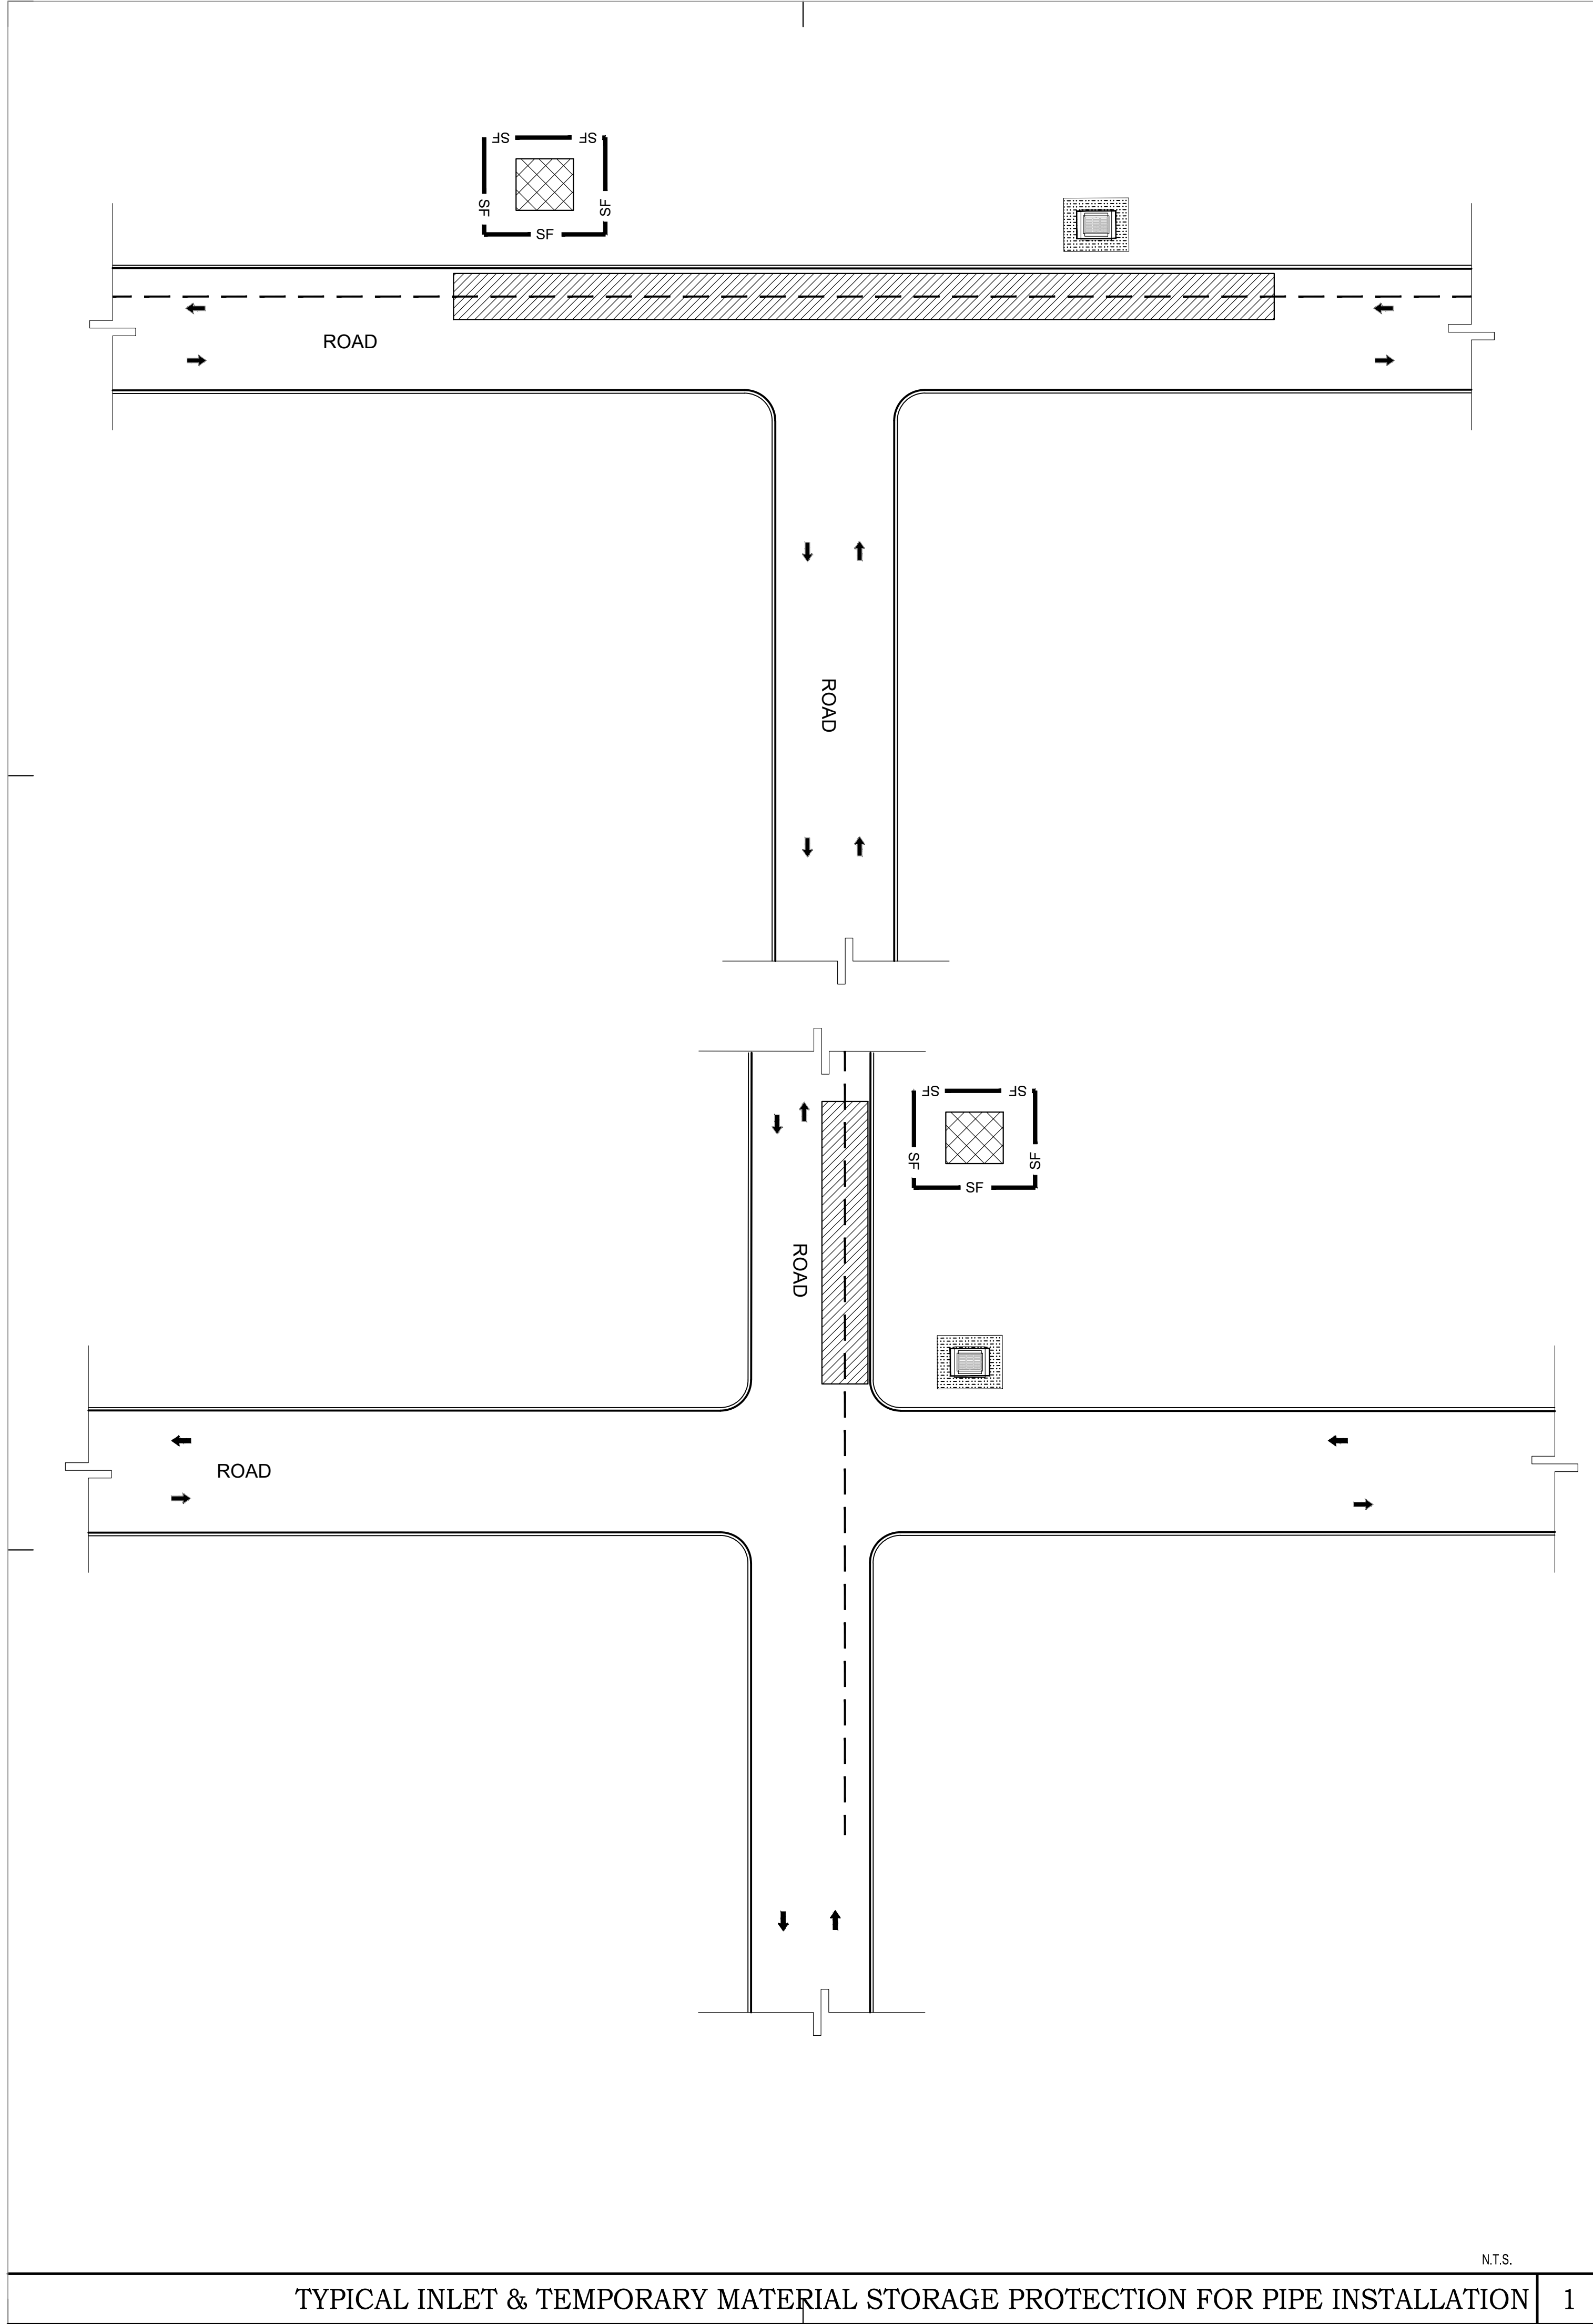 SF SF
SF SF
SF
ROAD
ROAD
SF SF
SF SF
SF
ROAD
ROAD
N.T.S.
TYPICAL INLET & TEMPORARY MATERIAL STORAGE PROTECTION FOR PIPE INSTALLATION 1